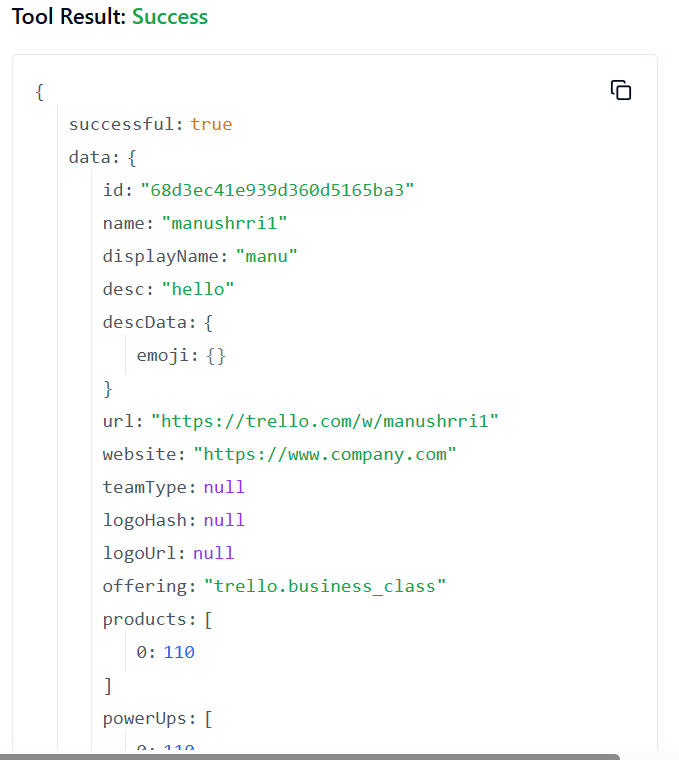 Tool Result: Success
{
successful: true
data: {
id: "68d3ec41e939d360d5165ba3"
name: "manushrri1"
displayName: "manu"
desc: "hello"
descData: {
emoji: {}
}
url: "https://trello.com/w/manushrri1"
website: "https://www.company.com"
teamType: null
logoHash: null
logoUrl: null
offering: "trello.business_class"
products: [
0: 110
]
powerUps: [
0: 110